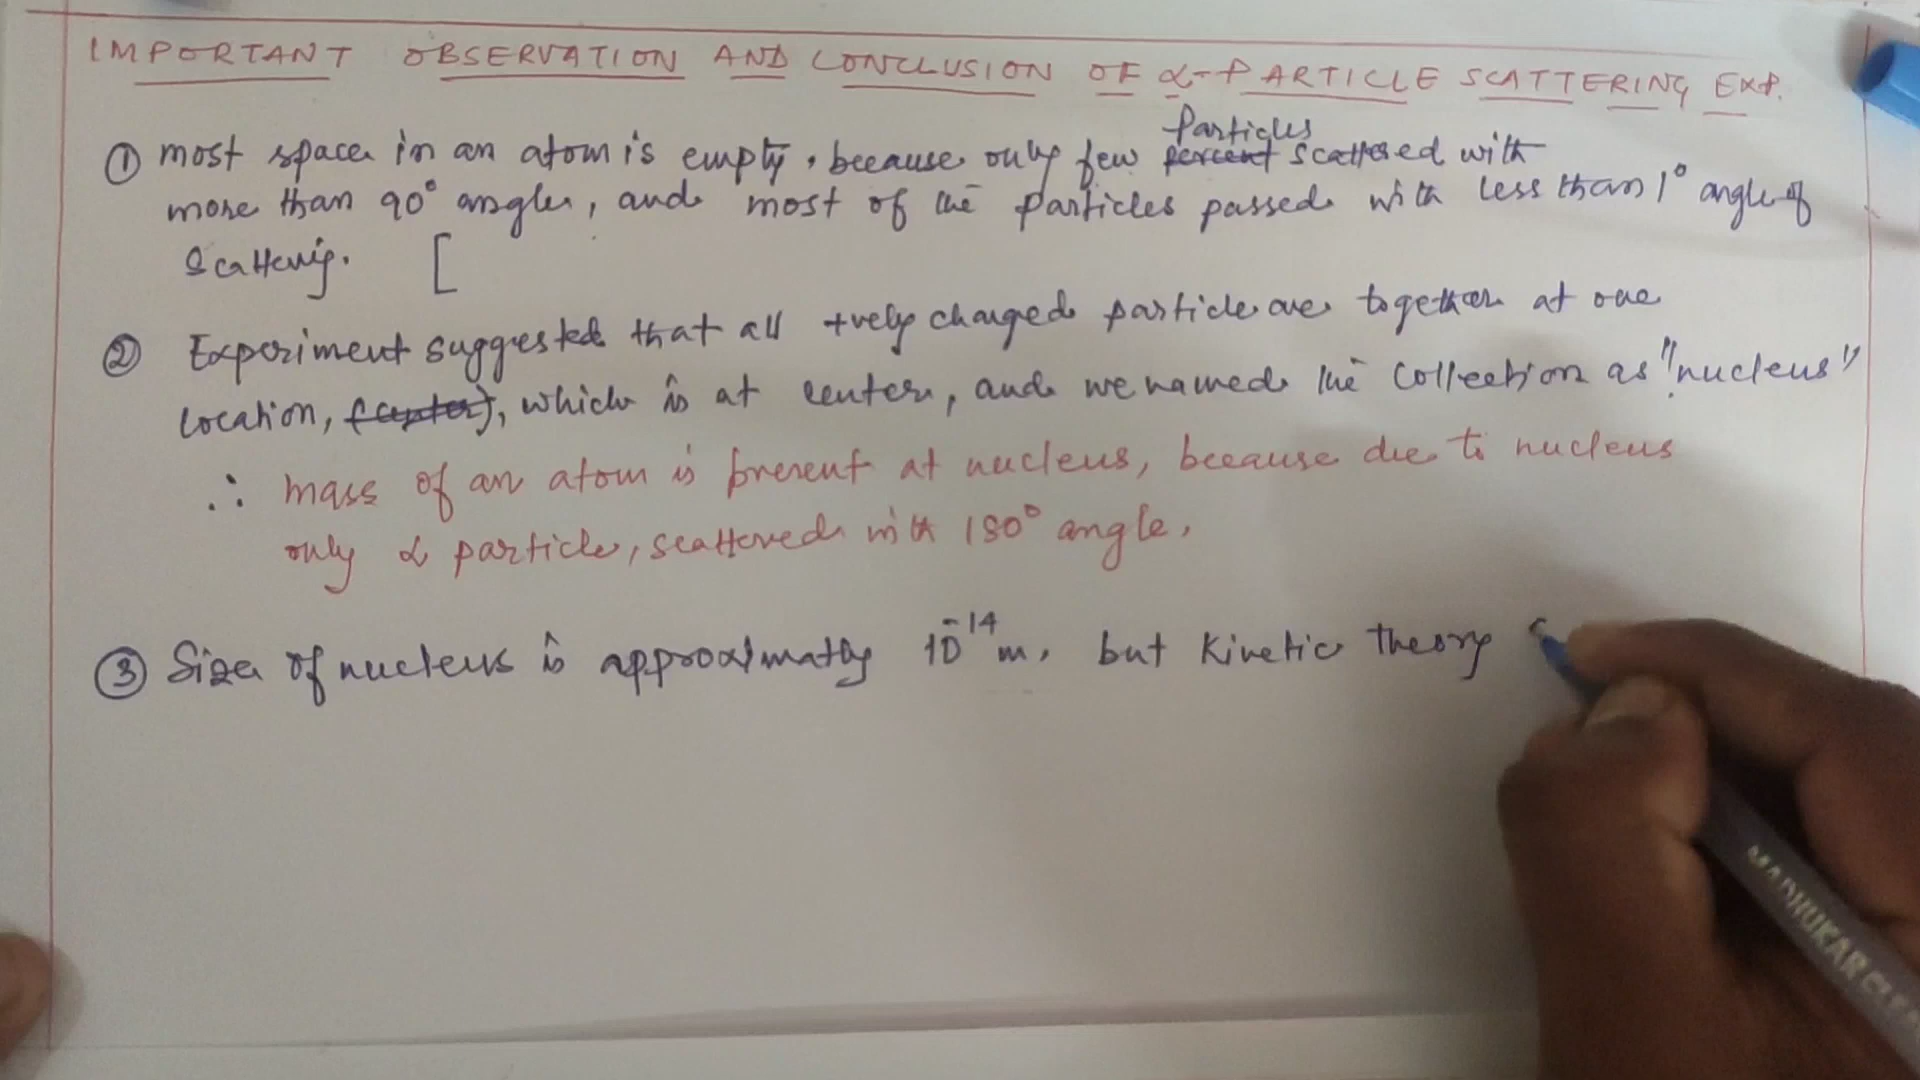 IMPORTANT OBSERVATION AND CONCLUSION OF α-PARTICLE SCATTERING EXP.
① most space in an atom is empty, because only few percent particles scattered with
more than 90° angles, and most of the particles passed with less than 1° angle of
scattering. [
② Experiment suggested that all +vely charged particle are together at one
location, (center), which is at center, and we named the collection as "nucleus"
∴ mass of an atom is present at nucleus, because due to nucleus
only α particle, scattered with 180° angle.
③ Size of nucleus is approximatly 10⁻¹⁴ m, but kinetic theory
MADHUKAR